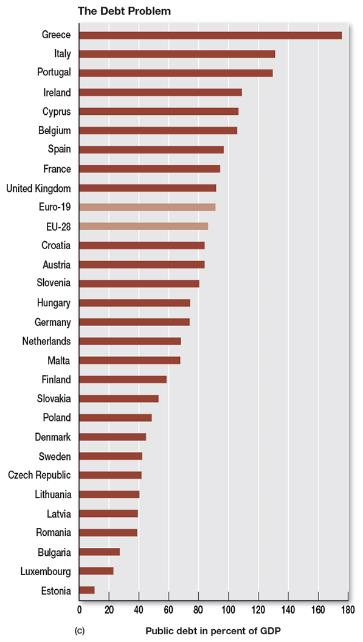 The Debt Problem
Greece
Italy
Portugal
Ireland
Cyprus
Belgium
Spain
France
United Kingdom
Euro-19
EU-28
Croatia
Austria
Slovenia
Hungary
Germany
Netherlands
Malta
Finland
Slovakia
Poland
Denmark
Sweden
Czech Republic
Lithuania
Latvia
Romania
Bulgaria
Luxembourg
Estonia
0 20 40 60 80 100 120 140 160 180
(c) Public debt in percent of GDP